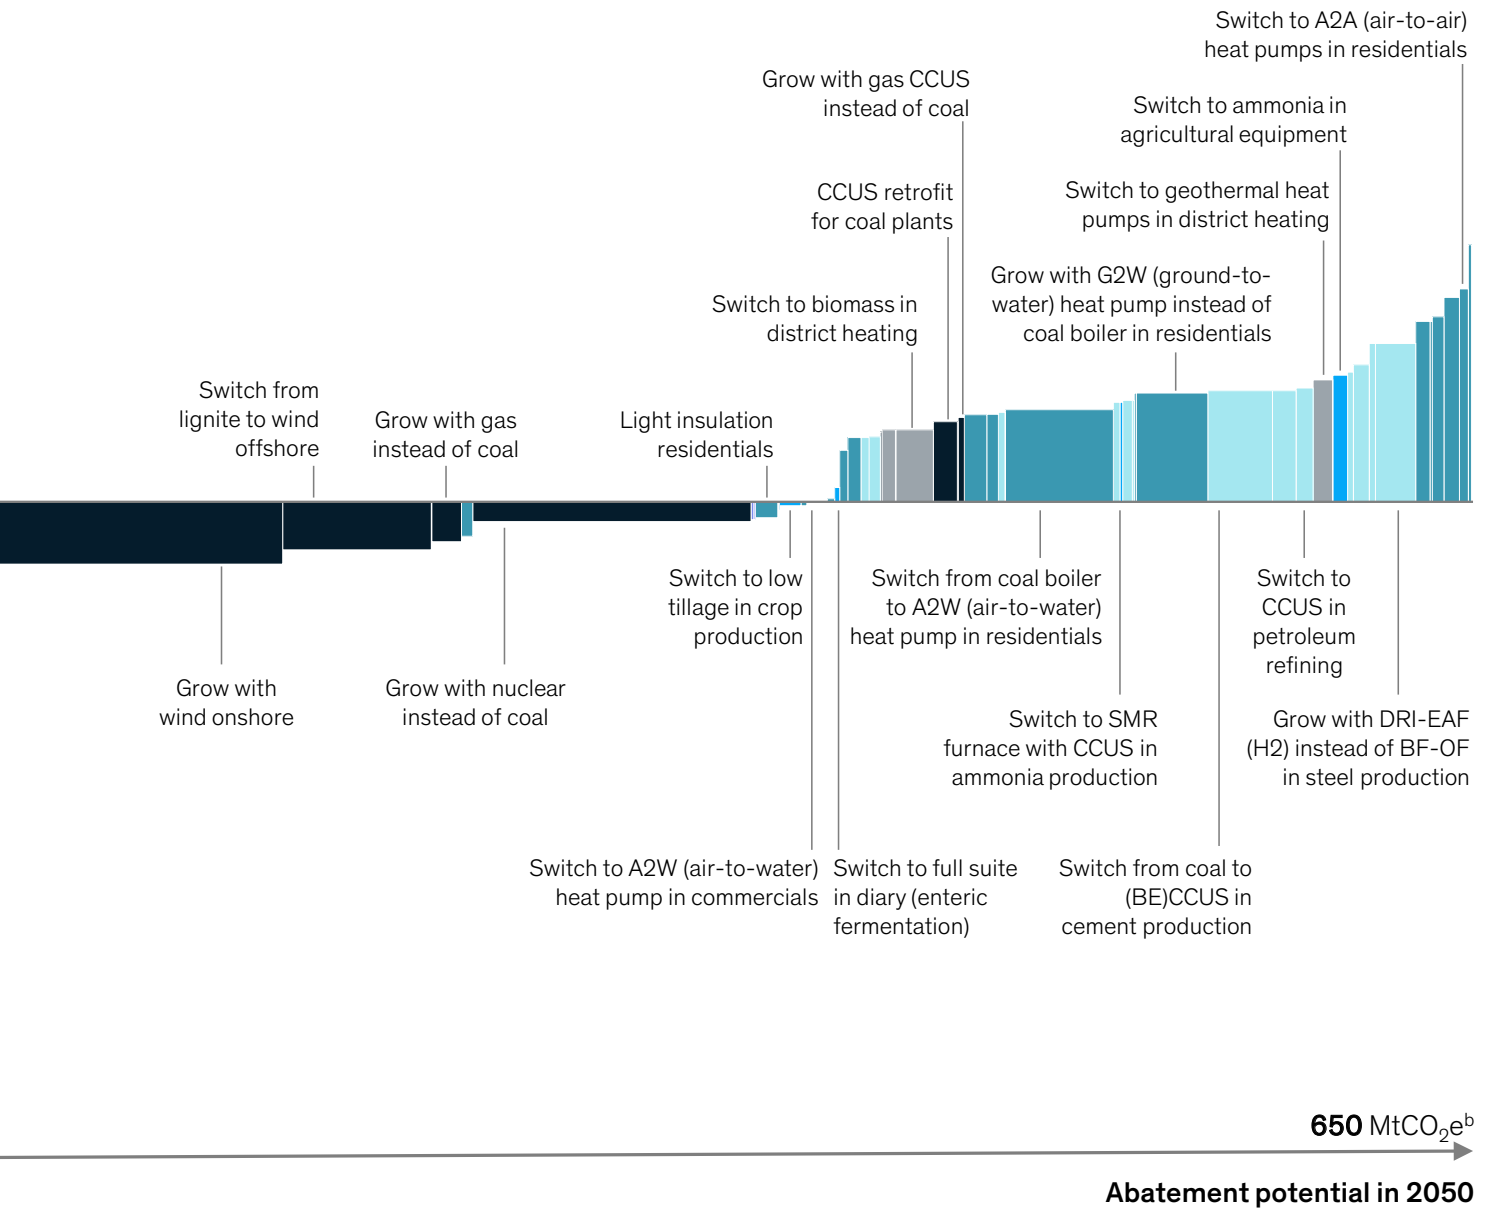 Switch to A2A (air-to-air)
heat pumps in residentials
Grow with gas CCUS
instead of coal
Switch to ammonia in
agricultural equipment
CCUS retrofit
for coal plants
Switch to geothermal heat
pumps in district heating
Grow with G2W (ground-to-
water) heat pump instead of
coal boiler in residentials
Switch to biomass in
district heating
Switch from
lignite to wind
offshore
Grow with gas
instead of coal
Light insulation
residentials
Switch to low
tillage in crop
production
Switch from coal boiler
to A2W (air-to-water)
heat pump in residentials
Switch to
CCUS in
petroleum
refining
Grow with
wind onshore
Grow with nuclear
instead of coal
Switch to SMR
furnace with CCUS in
ammonia production
Grow with DRI-EAF
(H2) instead of BF-OF
in steel production
Switch to A2W (air-to-water)
heat pump in commercials
Switch to full suite
in diary (enteric
fermentation)
Switch from coal to
(BE)CCUS in
cement production
650 MtCO₂eᵇ
Abatement potential in 2050